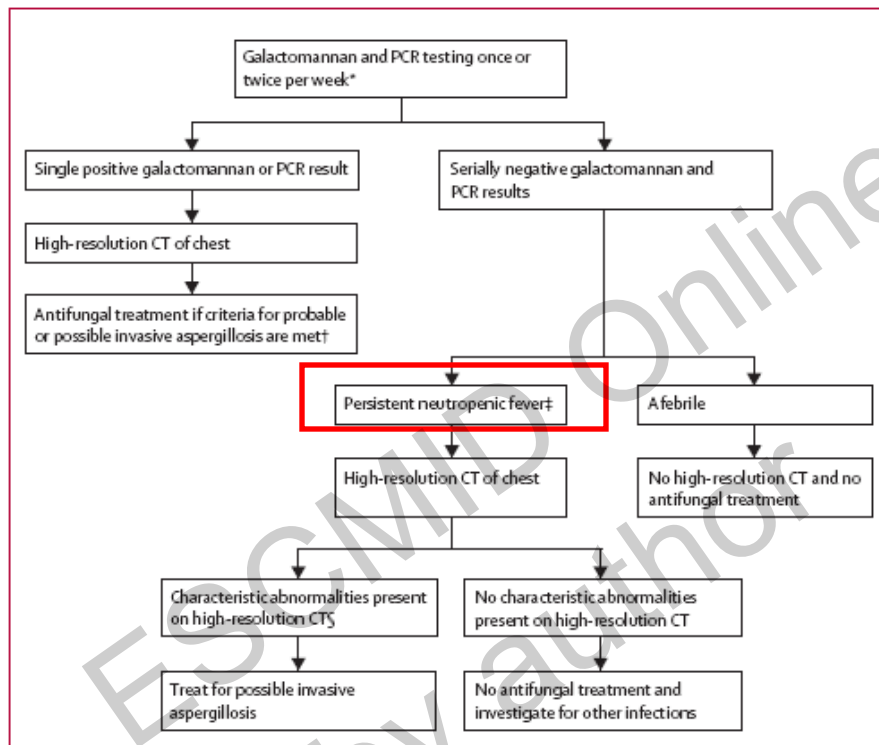 Galactomannan and PCR testing once or
twice per week*
Single positive galactomannan or PCR result
Serially negative galactomannan and
PCR results
High-resolution CT of chest
Antifungal treatment if criteria for probable
or possible invasive aspergillosis are met†
Persistent neutropenic fever‡
Afebrile
High-resolution CT of chest
No high-resolution CT and no
antifungal treatment
Characteristic abnormalities present
on high-resolution CT§
No characteristic abnormalities
present on high-resolution CT
Treat for possible invasive
aspergillosis
No antifungal treatment and
investigate for other infections
ESCMID Online
by author